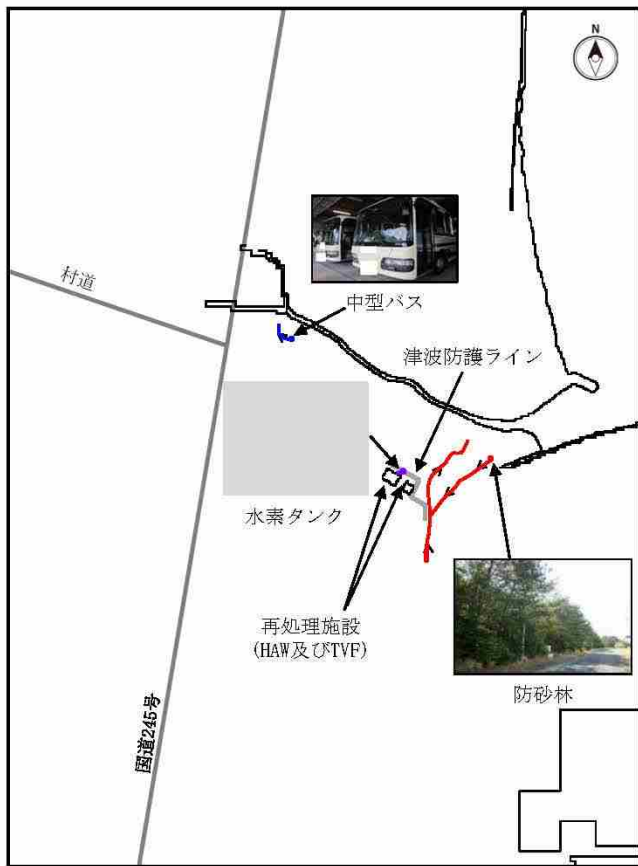 N
村道
中型バス
津波防護ライン
水素タンク
再処理施設
(HAW及びTVF)
防砂林
国道245号